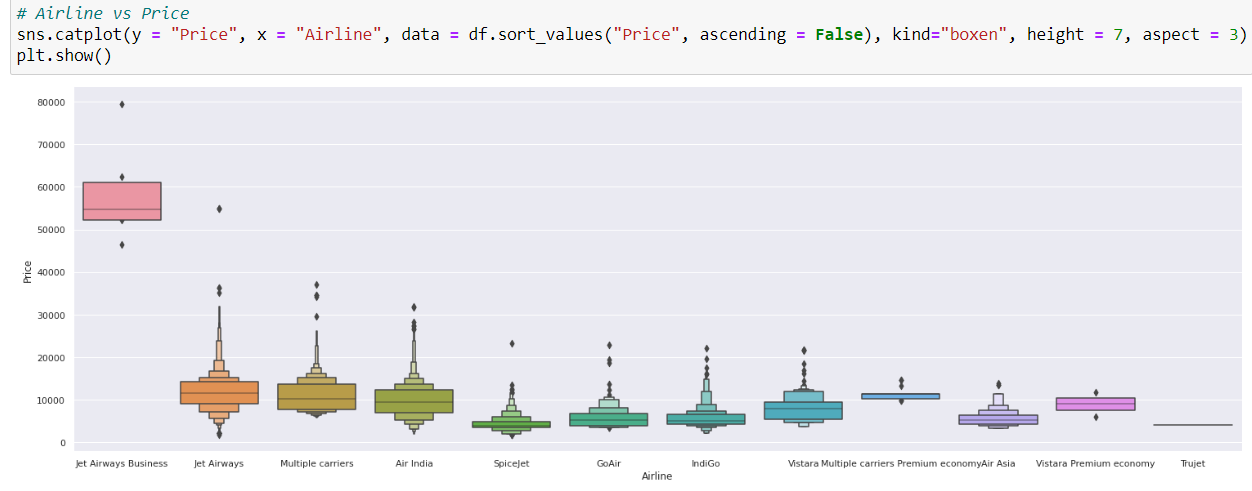 # Airline vs Price
sns.catplot(y = "Price", x = "Airline", data = df.sort_values("Price", ascending = False), kind="boxen", height = 7, aspect = 3)
plt.show()
80000
70000
60000
50000
40000
30000
20000
10000
0
Price
Jet Airways Business Jet Airways Multiple carriers Air India SpiceJet GoAir IndiGo Vistara Multiple carriers Premium economy Air Asia Vistara Premium economy Trujet
Airline